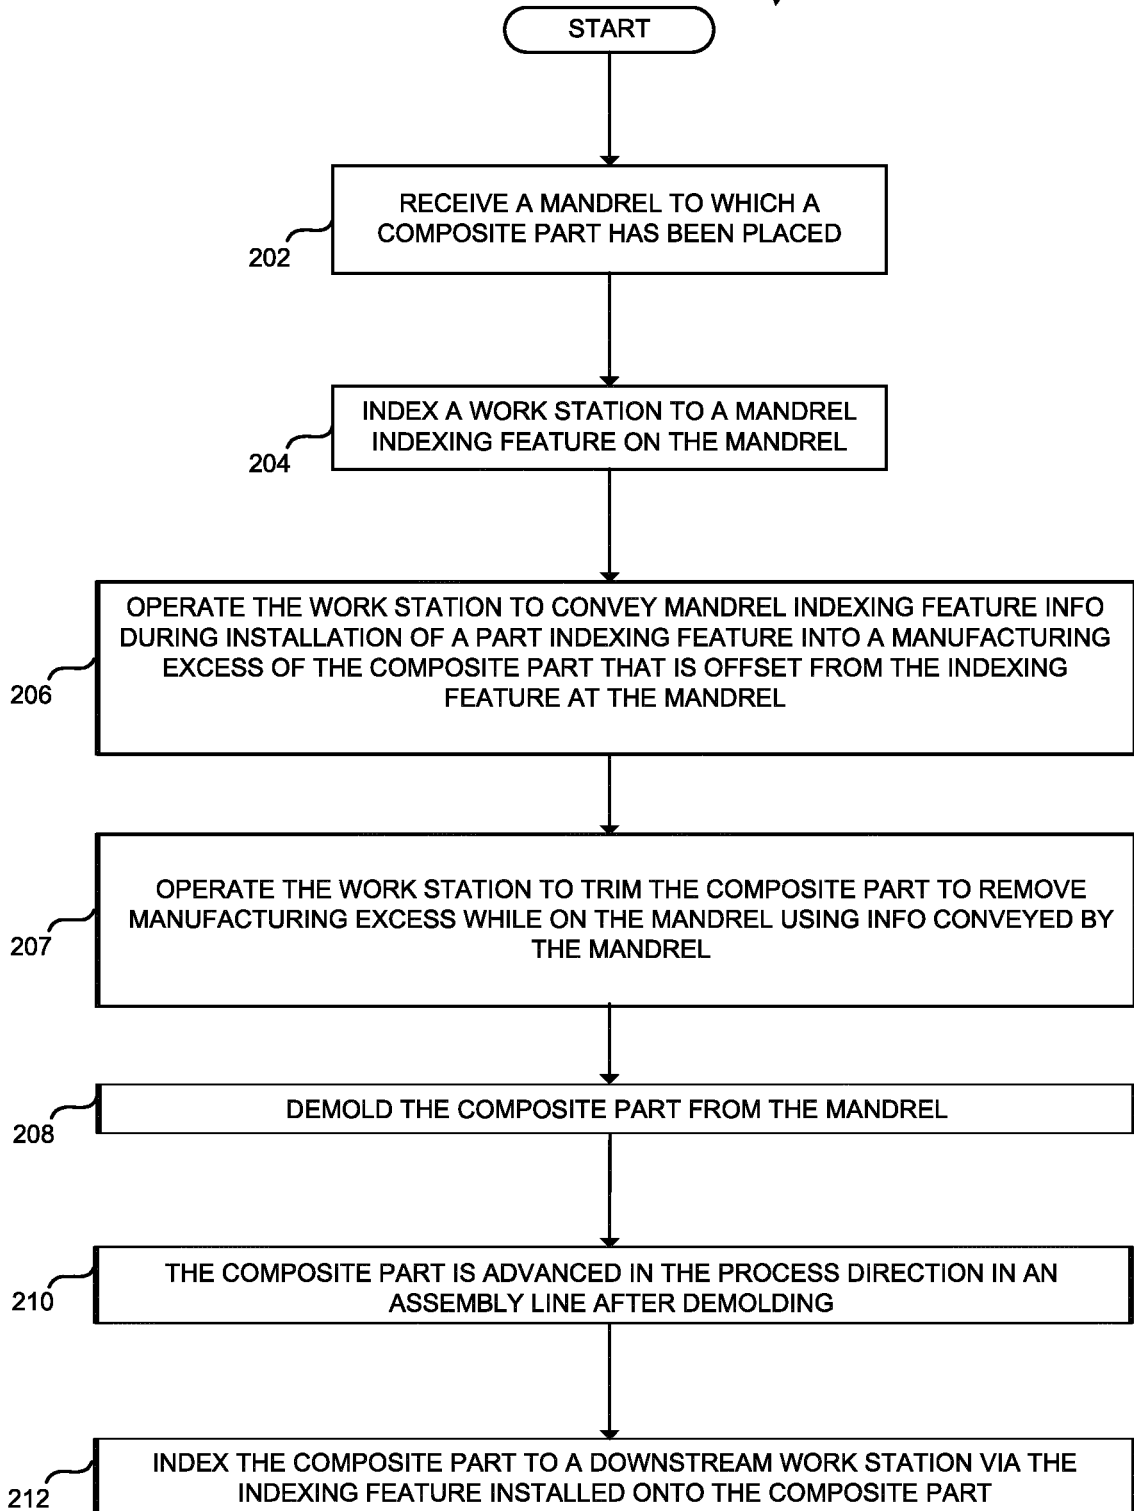 START
RECEIVE A MANDREL TO WHICH A
COMPOSITE PART HAS BEEN PLACED
202
INDEX A WORK STATION TO A MANDREL
INDEXING FEATURE ON THE MANDREL
204
OPERATE THE WORK STATION TO CONVEY MANDREL INDEXING FEATURE INFO
DURING INSTALLATION OF A PART INDEXING FEATURE INTO A MANUFACTURING
EXCESS OF THE COMPOSITE PART THAT IS OFFSET FROM THE INDEXING
FEATURE AT THE MANDREL
206
OPERATE THE WORK STATION TO TRIM THE COMPOSITE PART TO REMOVE
MANUFACTURING EXCESS WHILE ON THE MANDREL USING INFO CONVEYED BY
THE MANDREL
207
DEMOLD THE COMPOSITE PART FROM THE MANDREL
208
THE COMPOSITE PART IS ADVANCED IN THE PROCESS DIRECTION IN AN
ASSEMBLY LINE AFTER DEMOLDING
210
INDEX THE COMPOSITE PART TO A DOWNSTREAM WORK STATION VIA THE
INDEXING FEATURE INSTALLED ONTO THE COMPOSITE PART
212